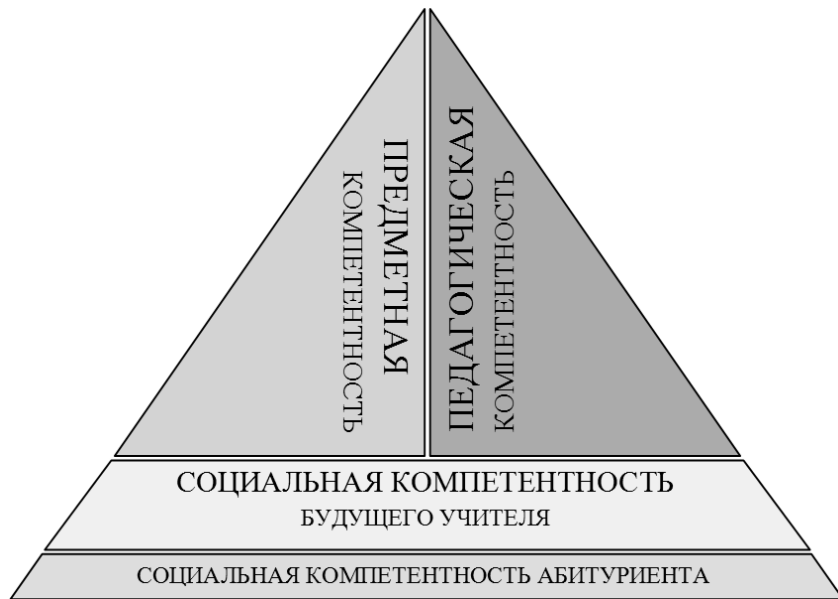 ПРЕДМЕТНАЯ
КОМПЕТЕНТНОСТЬ
ПЕДАГОГИЧЕСКАЯ
КОМПЕТЕНТНОСТЬ
СОЦИАЛЬНАЯ КОМПЕТЕНТНОСТЬ
БУДУЩЕГО УЧИТЕЛЯ
СОЦИАЛЬНАЯ КОМПЕТЕНТНОСТЬ АБИТУРИЕНТА